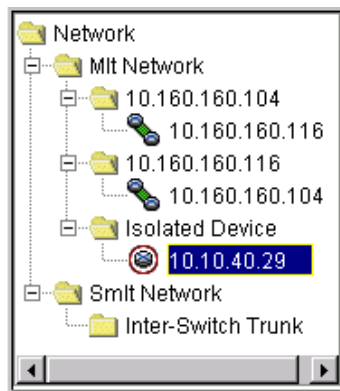 Network
Mlt Network
10.160.160.104
10.160.160.116
10.160.160.116
10.160.160.104
Isolated Device
10.10.40.29
Smlt Network
Inter-Switch Trunk